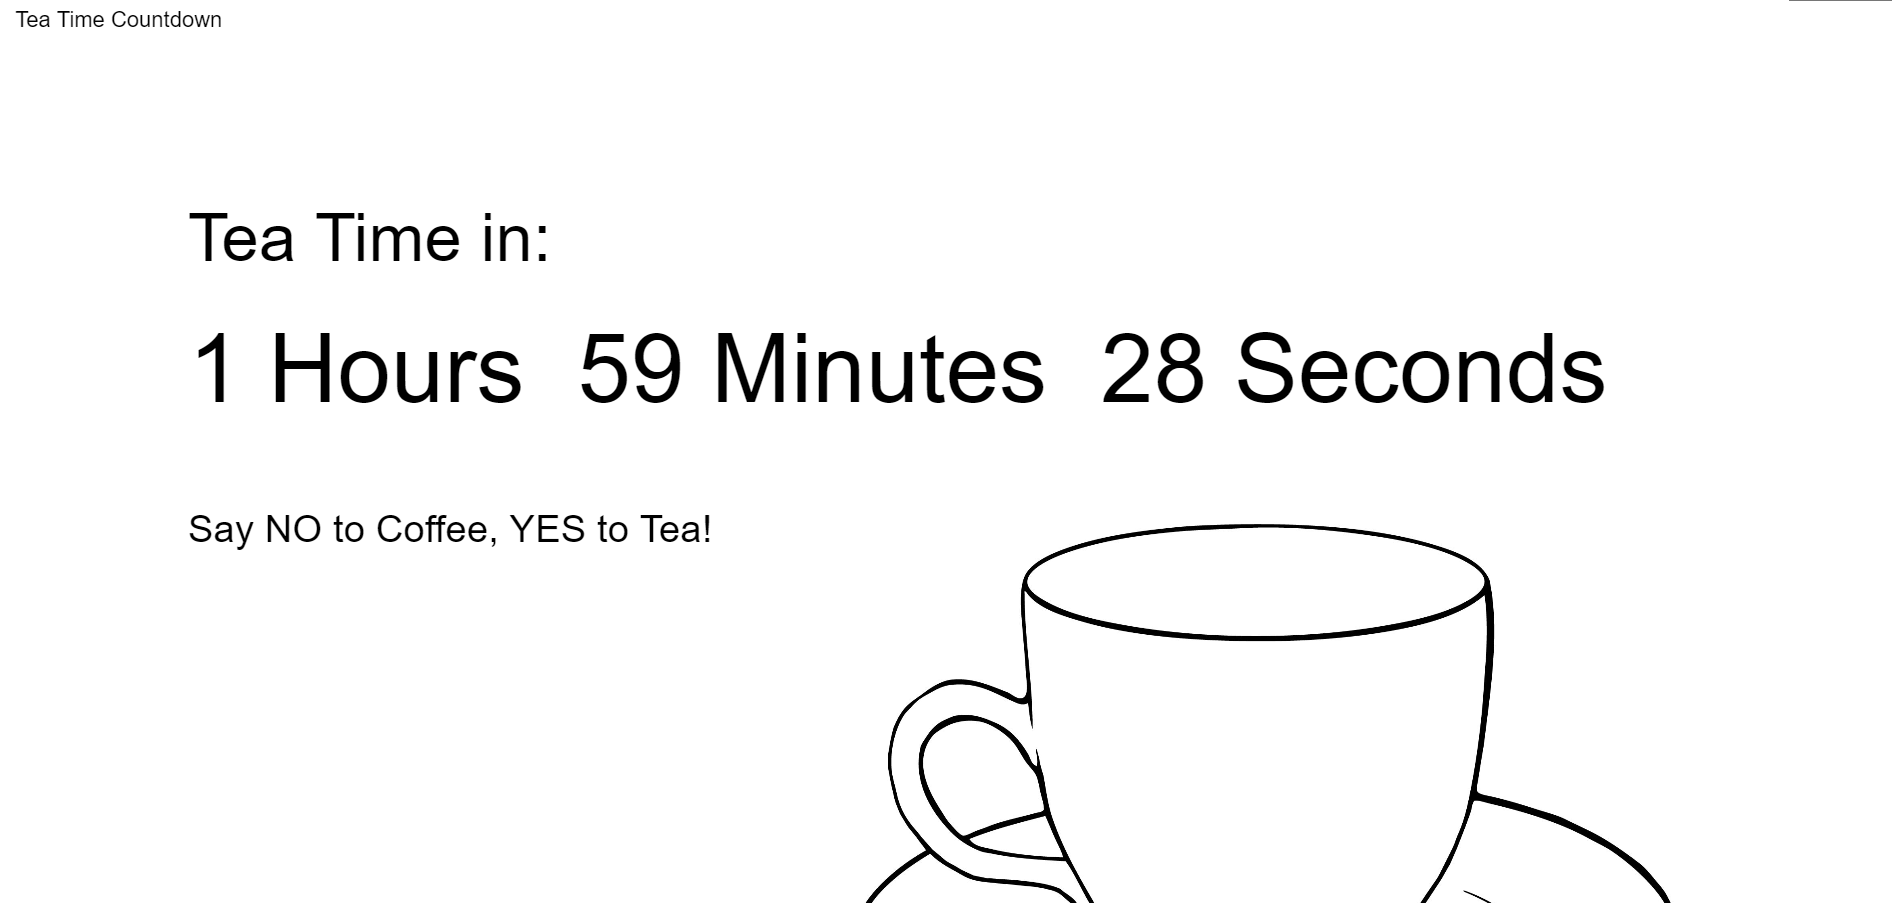 Tea Time Countdown
Tea Time in:
1 Hours 59 Minutes 28 Seconds
Say NO to Coffee, YES to Tea!